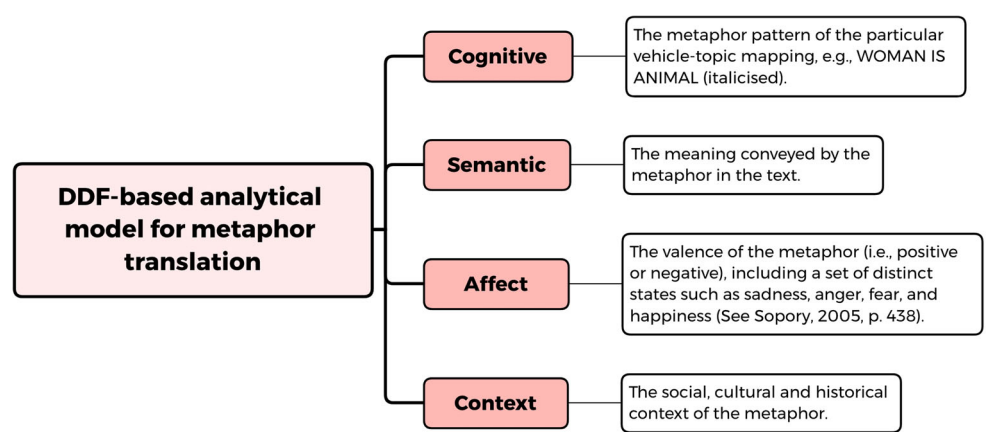 DDF-based analytical
model for metaphor
translation
Cognitive
The metaphor pattern of the particular
vehicle-topic mapping, e.g., WOMAN IS
ANIMAL (italicised).
Semantic
The meaning conveyed by the
metaphor in the text.
Affect
The valence of the metaphor (i.e., positive
or negative), including a set of distinct
states such as sadness, anger, fear, and
happiness (See Sopory, 2005, p. 438).
Context
The social, cultural and historical
context of the metaphor.